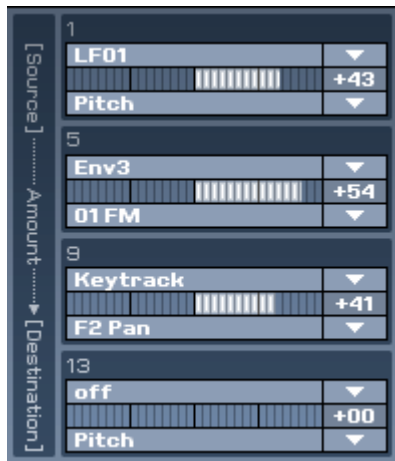 [Source] Amount [Destination]
1
LFO1
+43
Pitch
5
Env3
+54
O1 FM
9
Keytrack
+41
F2 Pan
13
off
+00
Pitch